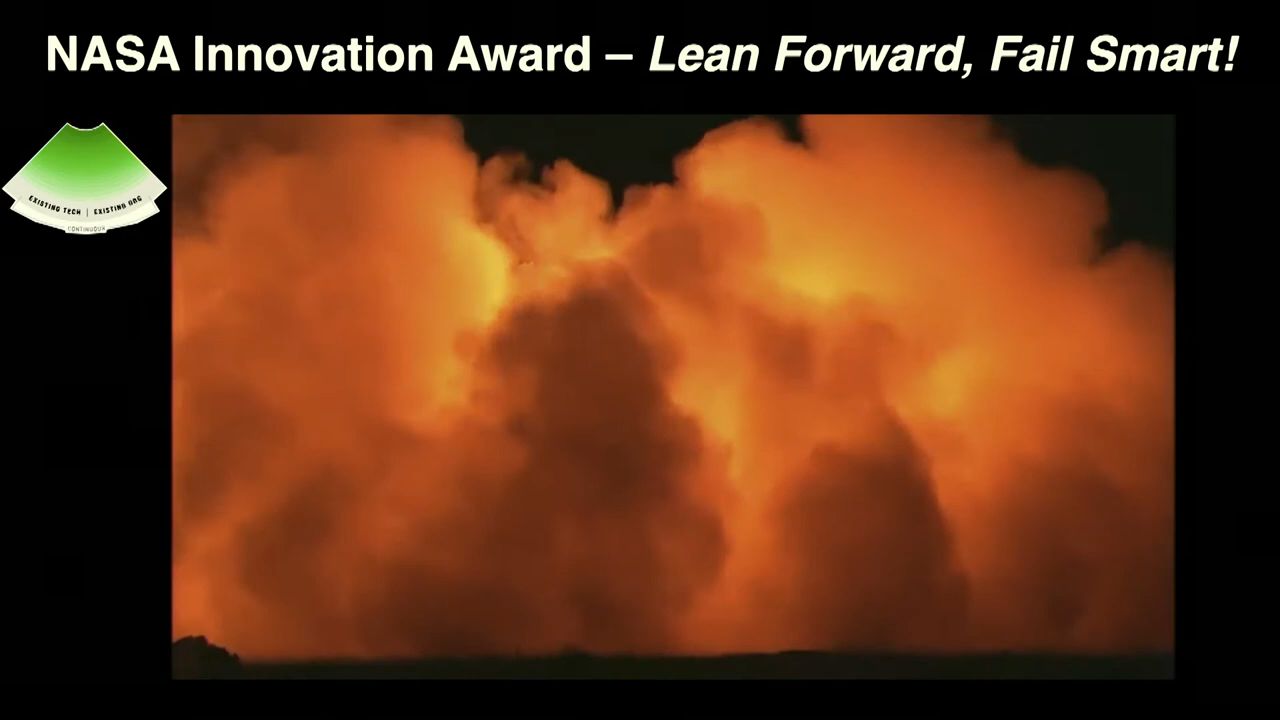 NASA Innovation Award – Lean Forward, Fail Smart!
EXISTING TECH | EXISTING ORG
CONTINUOUS